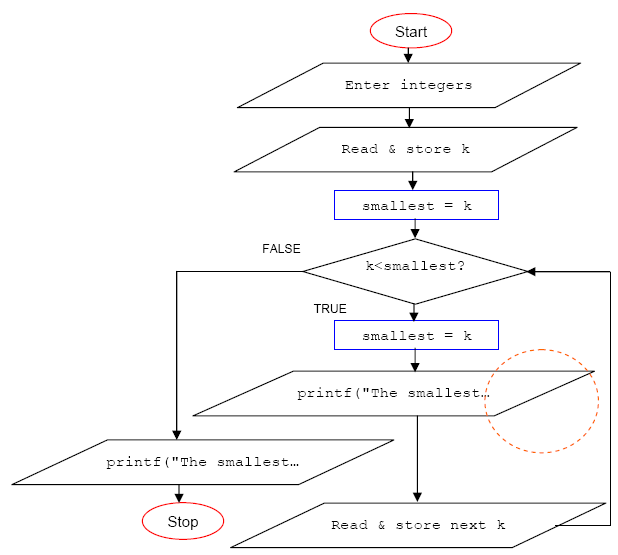 Start
Enter integers
Read & store k
smallest = k
FALSE
k<smallest?
TRUE
smallest = k
printf("The smallest…
printf("The smallest…
Stop
Read & store next k